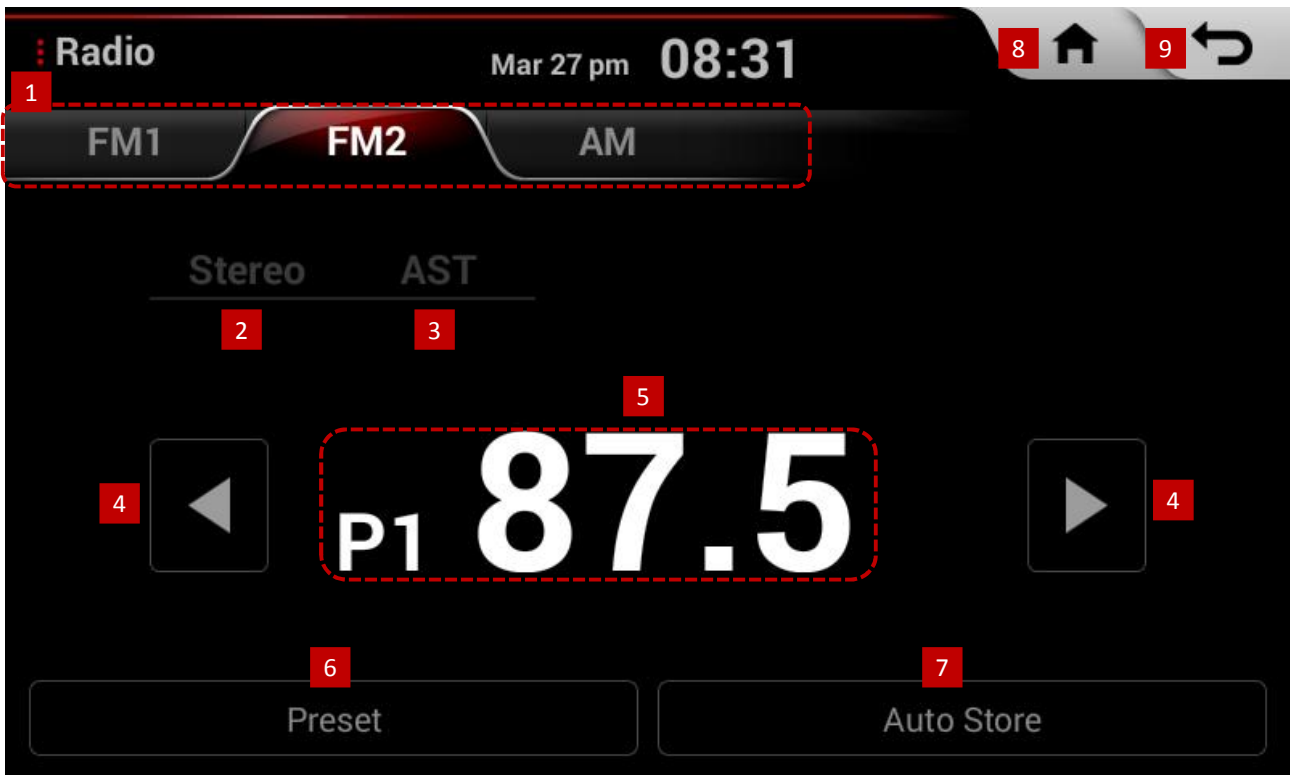 Radio
Mar 27 pm 08:31
8
9
1
FM1 FM2 AM
Stereo AST
2 3
5
4
P1 87.5
4
6 7
Preset Auto Store